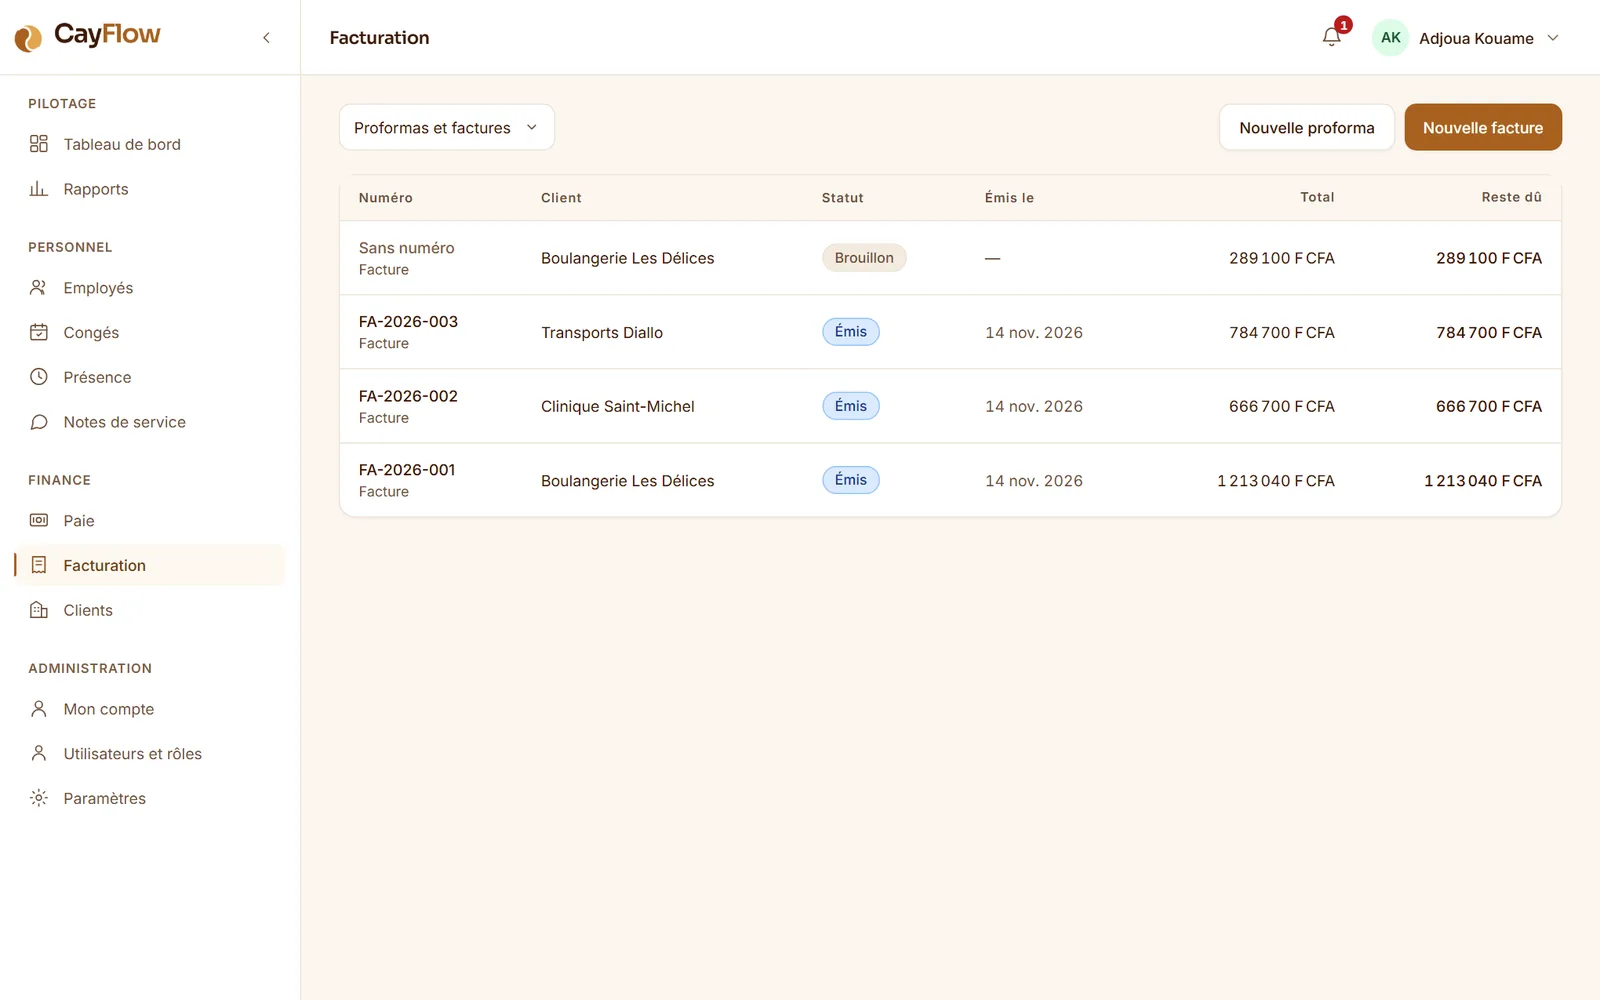 CayFlow
Facturation
1
AK
Adjoua Kouame
PILOTAGE
Tableau de bord
Rapports
PERSONNEL
Employés
Congés
Présence
Notes de service
FINANCE
Paie
Facturation
Clients
ADMINISTRATION
Mon compte
Utilisateurs et rôles
Paramètres
Proformas et factures
Nouvelle proforma
Nouvelle facture
Numéro Client Statut Émis le Total Reste dû
Sans numéro
Facture
Boulangerie Les Délices Brouillon — 289 100 F CFA 289 100 F CFA
FA-2026-003
Facture
Transports Diallo Émis 14 nov. 2026 784 700 F CFA 784 700 F CFA
FA-2026-002
Facture
Clinique Saint-Michel Émis 14 nov. 2026 666 700 F CFA 666 700 F CFA
FA-2026-001
Facture
Boulangerie Les Délices Émis 14 nov. 2026 1 213 040 F CFA 1 213 040 F CFA